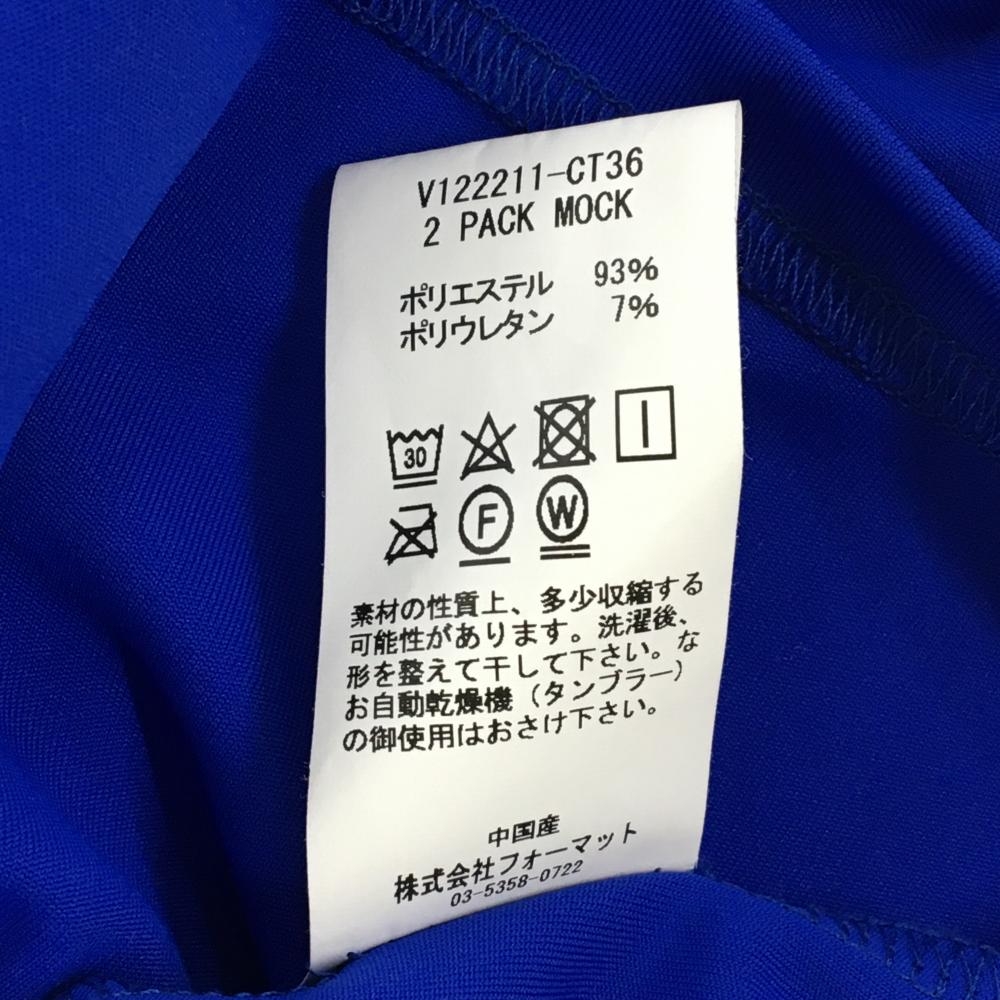 V122211-CT36
2 PACK MOCK
ポリエステル 93%
ポリウレタン 7%
30
F W
素材の性質上、多少収縮する
可能性があります。洗濯後、
形を整えて干して下さい。な
お自動乾燥機（タンブラー）
の御使用はおさけ下さい。
中国産
株式会社フォーマット
03-5358-0722